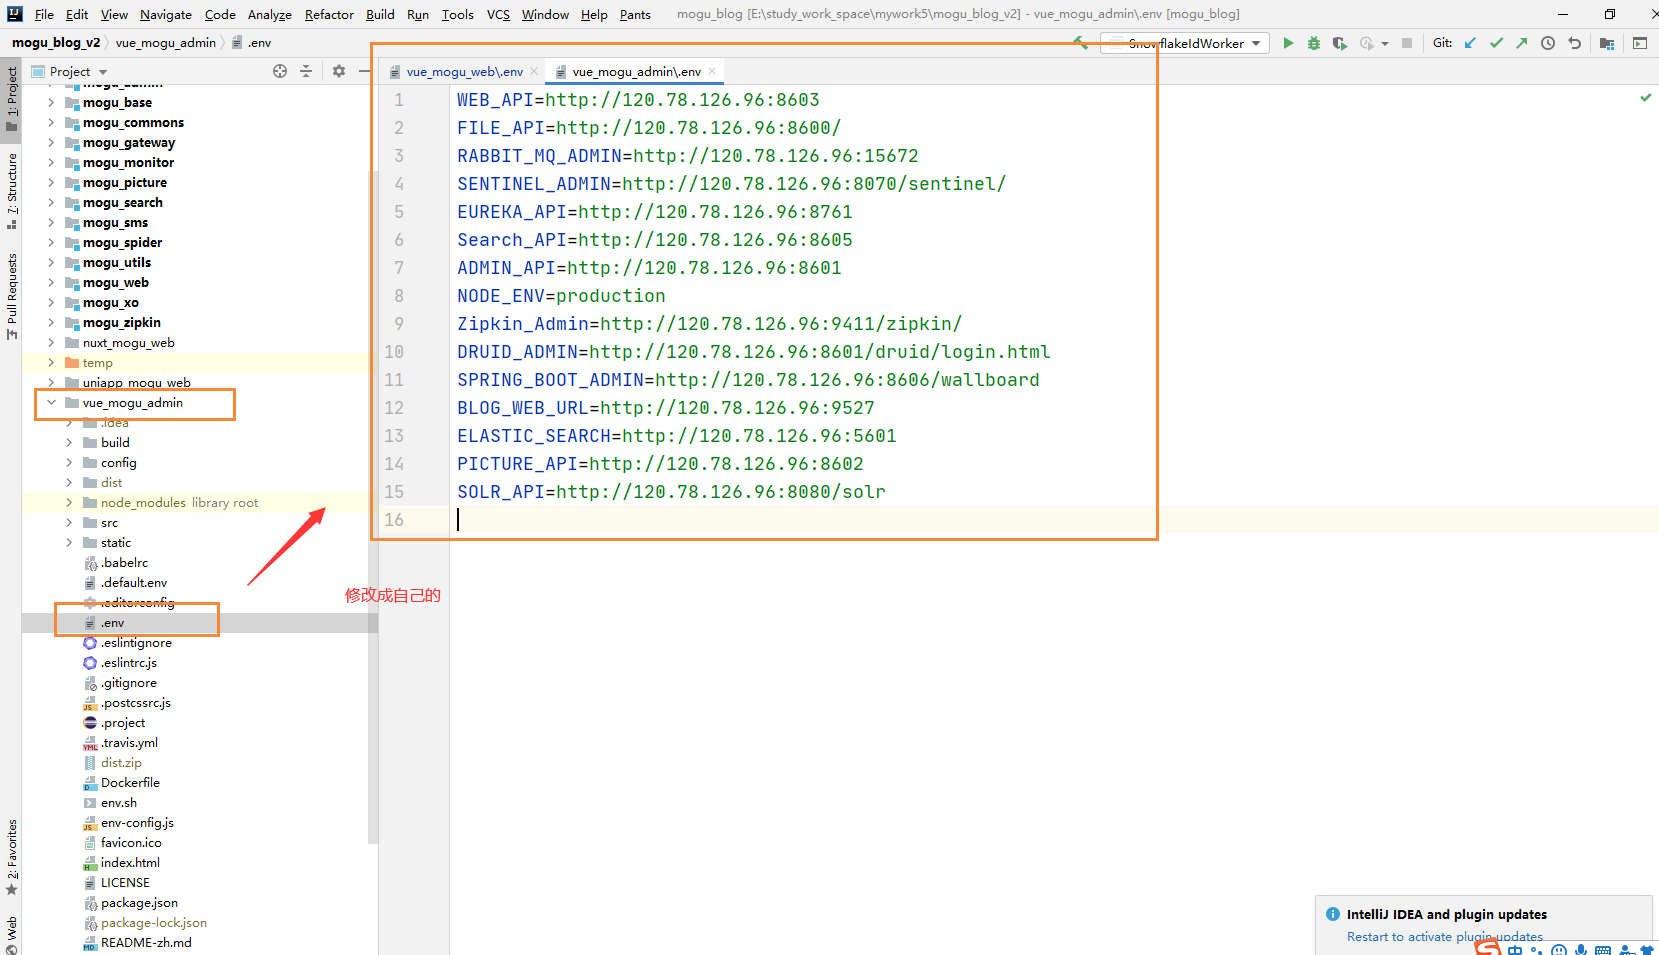 File Edit View Navigate Code Analyze Refactor Build Run Tools VCS Window Help Pants mogu_blog [E:\study_work_space\mywork5\mogu_blog_v2] - vue_mogu_admin\.env [mogu_blog]
mogu_blog_v2 vue_mogu_admin .env
SnowflakeIdWorker
Git:
1: Project
7: Structure
Pull Requests
2: Favorites
Web
Project
mogu_admin
mogu_base
mogu_commons
mogu_gateway
mogu_monitor
mogu_picture
mogu_search
mogu_sms
mogu_spider
mogu_utils
mogu_web
mogu_xo
mogu_zipkin
nuxt_mogu_web
temp
uniapp_mogu_web
vue_mogu_admin
.idea
build
config
dist
node_modules library root
src
static
.babelrc
.default.env
.editorconfig
.env
.eslintignore
.eslintrc.js
.gitignore
.postcssrc.js
.project
.travis.yml
dist.zip
Dockerfile
env.sh
env-config.js
favicon.ico
index.html
LICENSE
package.json
package-lock.json
README-zh.md
vue_mogu_web\.env vue_mogu_admin\.env
1 WEB_API=http://120.78.126.96:8603
2 FILE_API=http://120.78.126.96:8600/
3 RABBIT_MQ_ADMIN=http://120.78.126.96:15672
4 SENTINEL_ADMIN=http://120.78.126.96:8070/sentinel/
5 EUREKA_API=http://120.78.126.96:8761
6 Search_API=http://120.78.126.96:8605
7 ADMIN_API=http://120.78.126.96:8601
8 NODE_ENV=production
9 Zipkin_Admin=http://120.78.126.96:9411/zipkin/
10 DRUID_ADMIN=http://120.78.126.96:8601/druid/login.html
11 SPRING_BOOT_ADMIN=http://120.78.126.96:8606/wallboard
12 BLOG_WEB_URL=http://120.78.126.96:9527
13 ELASTIC_SEARCH=http://120.78.126.96:5601
14 PICTURE_API=http://120.78.126.96:8602
15 SOLR_API=http://120.78.126.96:8080/solr
16
修改成自己的
IntelliJ IDEA and plugin updates
Restart to activate plugin updates
中